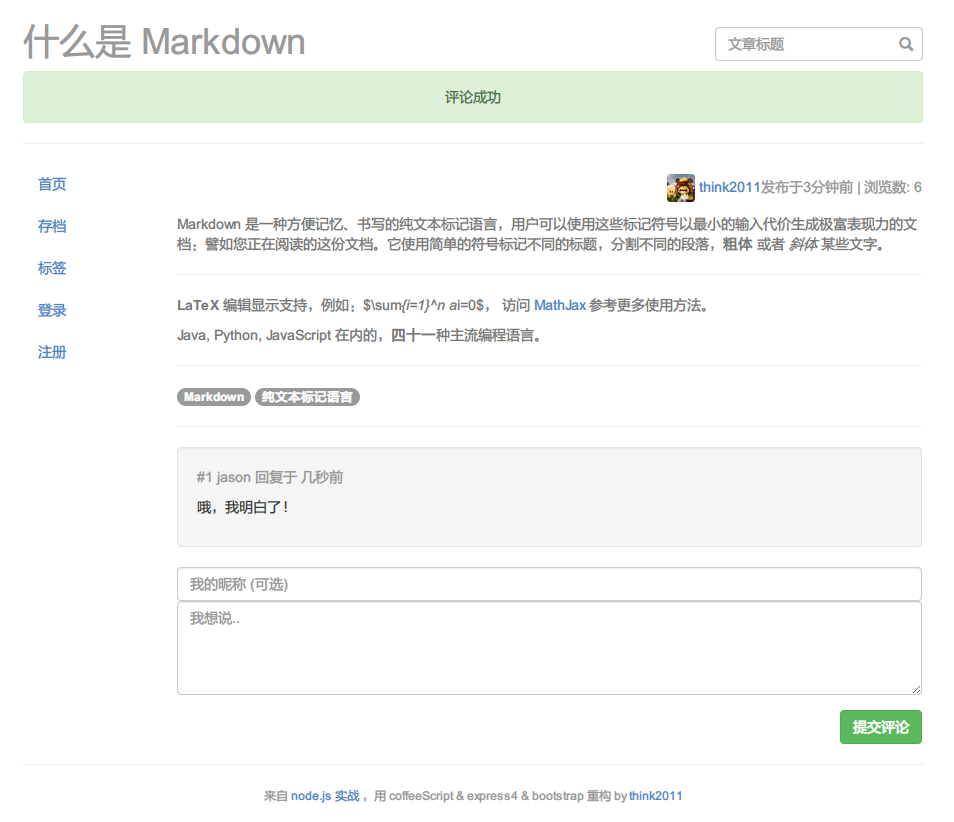 什么是 Markdown
文章标题
评论成功
首页
存档
标签
登录
注册
think2011发布于3分钟前 | 浏览数: 6
Markdown 是一种方便记忆、书写的纯文本标记语言，用户可以使用这些标记符号以最小的输入代价生成极富表现力的文
档：譬如您正在阅读的这份文档。它使用简单的符号标记不同的标题，分割不同的段落，粗体 或者 斜体 某些文字。
LaTeX 编辑显示支持，例如：$\sum{i=1}^n ai=0$， 访问 MathJax 参考更多使用方法。
Java, Python, JavaScript 在内的，四十一种主流编程语言。
Markdown 纯文本标记语言
#1 jason 回复于 几秒前
哦，我明白了！
我的昵称 (可选)
我想说..
提交评论
来自 node.js 实战 ，用 coffeeScript & express4 & bootstrap 重构 by think2011